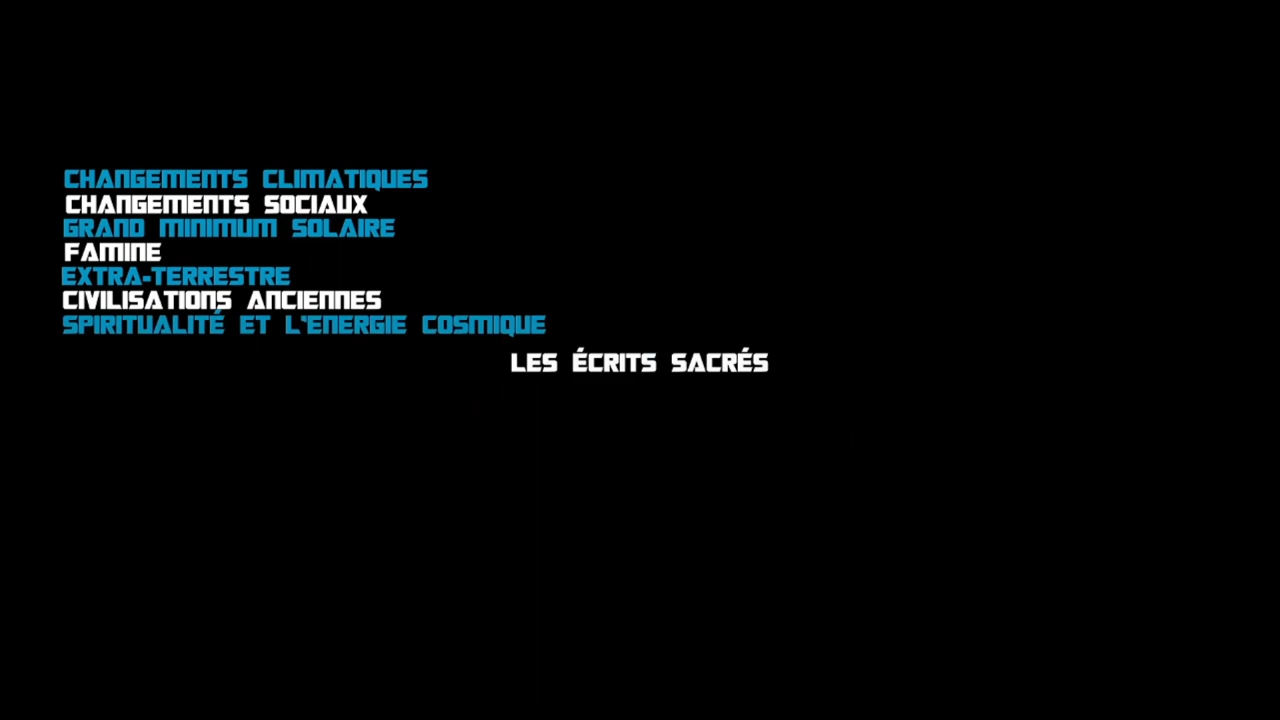 CHANGEMENTS CLIMATIQUES
CHANGEMENTS SOCIAUX
GRAND MINIMUM SOLAIRE
FAMINE
EXTRA-TERRESTRE
CIVILISATIONS ANCIENNES
SPIRITUALITÉ ET L'ENERGIE COSMIQUE
LES ÉCRITS SACRÉS